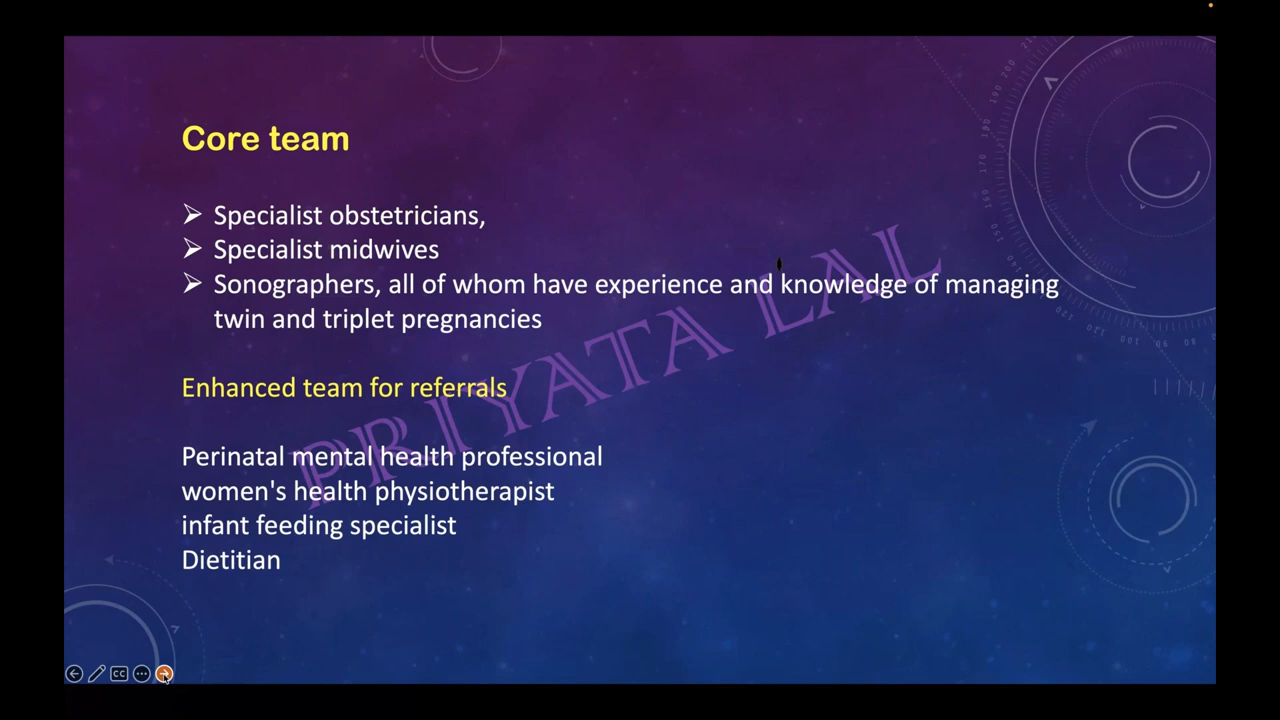 Core team
➢ Specialist obstetricians,
➢ Specialist midwives
➢ Sonographers, all of whom have experience and knowledge of managing
twin and triplet pregnancies
Enhanced team for referrals
Perinatal mental health professional
women's health physiotherapist
infant feeding specialist
Dietitian
PRIYATA LAL
CC